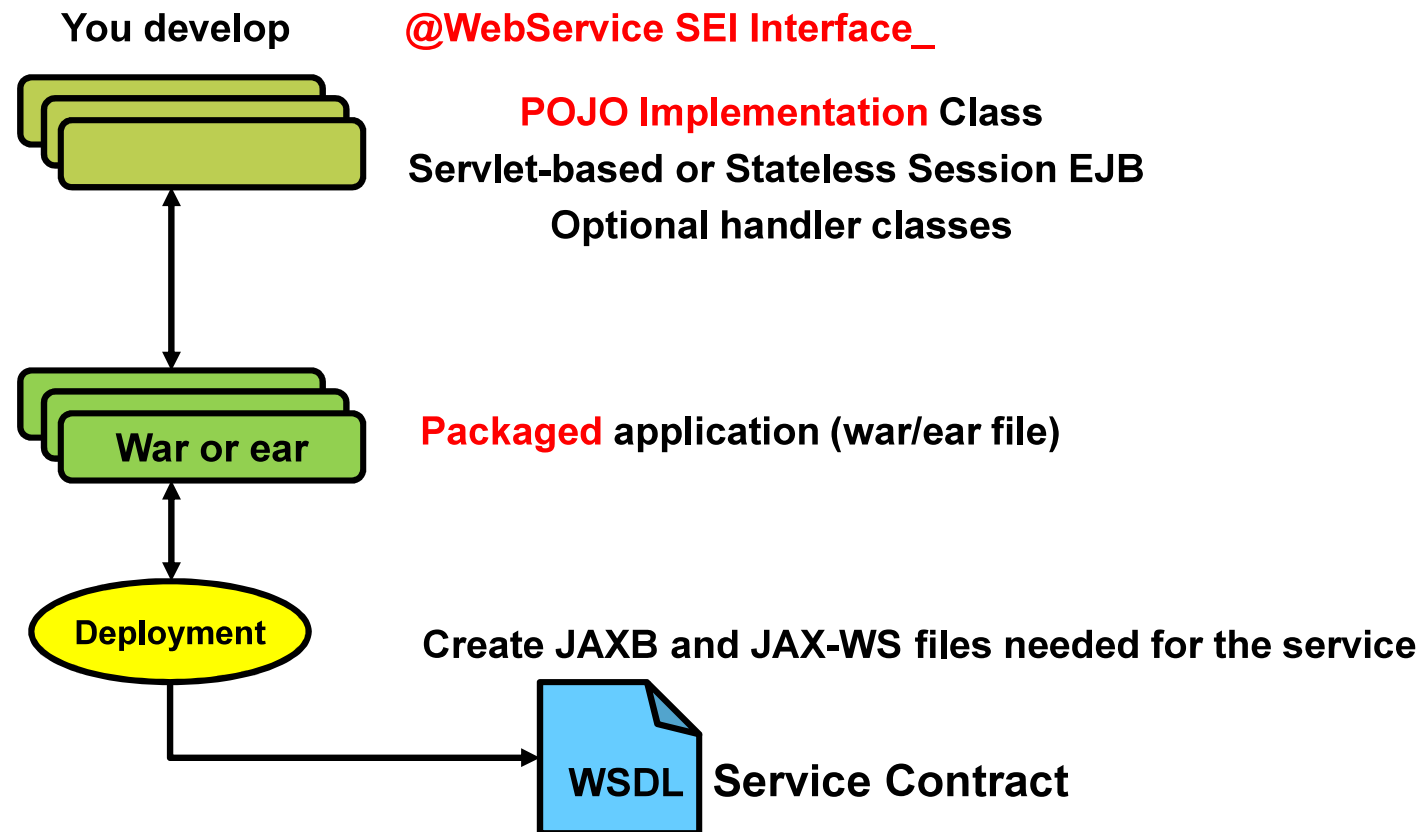 You develop
@WebService SEI Interface_
POJO Implementation Class
Servlet-based or Stateless Session EJB
Optional handler classes
War or ear
Packaged application (war/ear file)
Deployment
Create JAXB and JAX-WS files needed for the service
WSDL
Service Contract